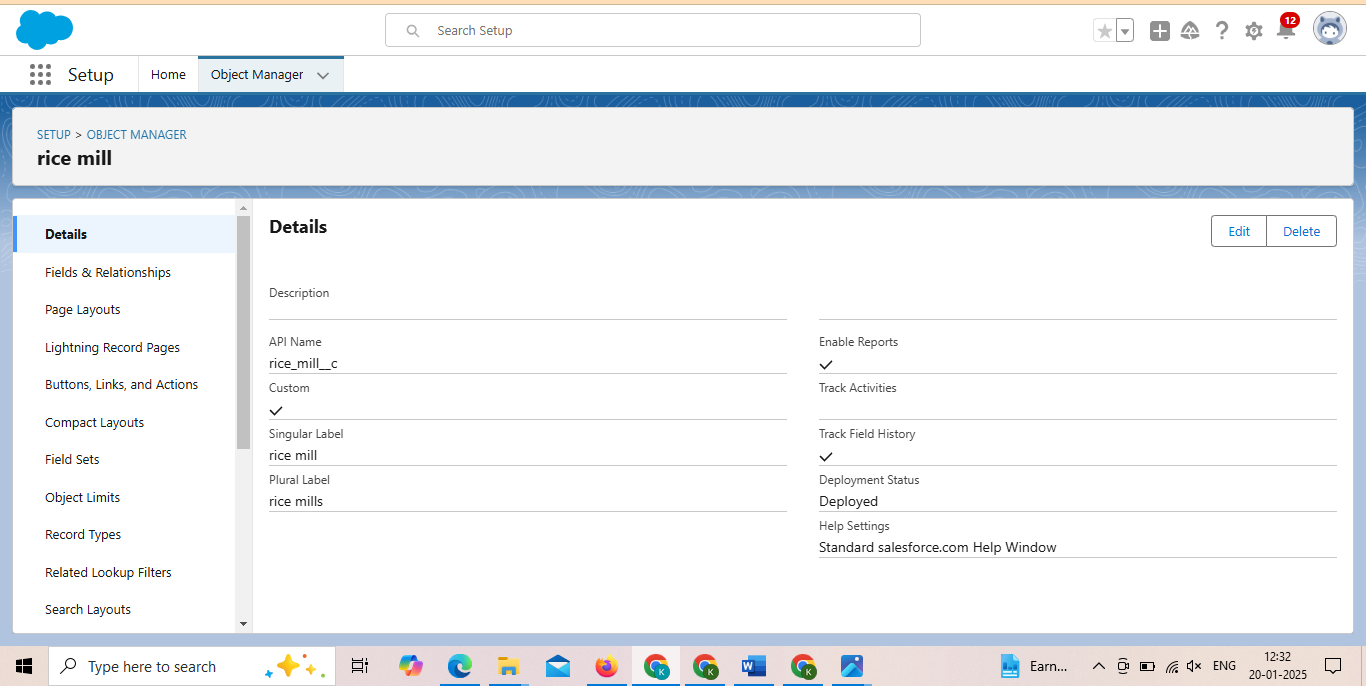 Search Setup
12
Setup
Home
Object Manager
SETUP > OBJECT MANAGER
rice mill
Details
Fields & Relationships
Page Layouts
Lightning Record Pages
Buttons, Links, and Actions
Compact Layouts
Field Sets
Object Limits
Record Types
Related Lookup Filters
Search Layouts
Details
Edit
Delete
Description
API Name
rice_mill__c
Custom
Singular Label
rice mill
Plural Label
rice mills
Enable Reports
Track Activities
Track Field History
Deployment Status
Deployed
Help Settings
Standard salesforce.com Help Window
Type here to search
K
K
W
K
Earn...
ENG
12:32
20-01-2025